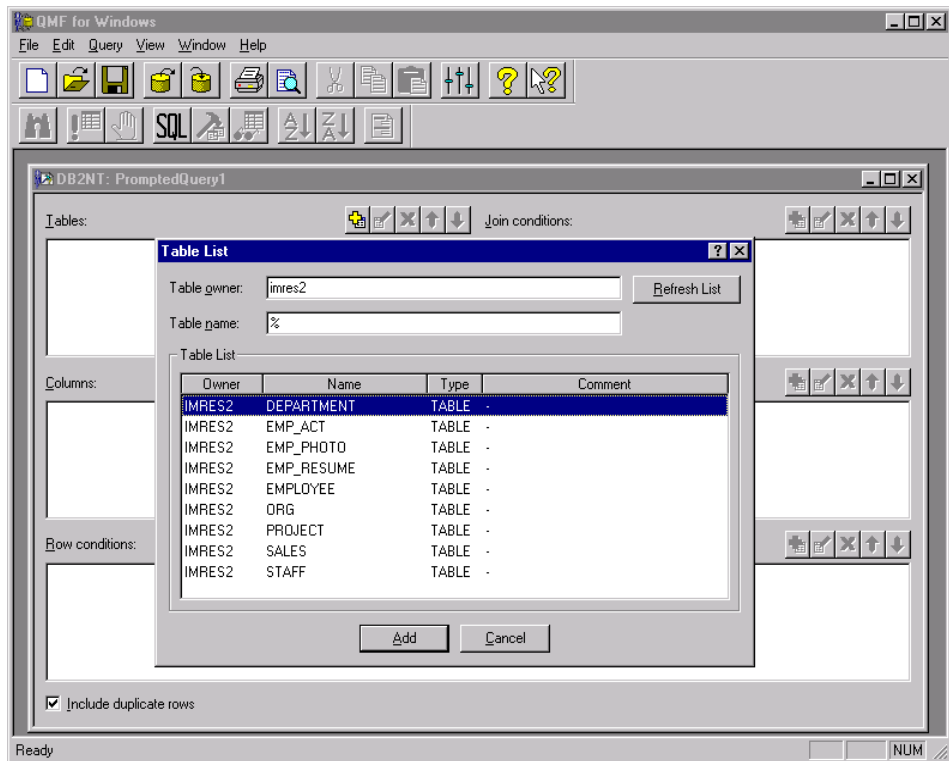 QMF for Windows
File Edit Query View Window Help
SQL
A Z Z A
DB2NT: PromptedQuery1
Tables: Join conditions:
Table List
Table owner: imres2 Refresh List
Table name: %
Table List
Owner Name Type Comment
IMRES2 DEPARTMENT TABLE -
IMRES2 EMP_ACT TABLE -
IMRES2 EMP_PHOTO TABLE -
IMRES2 EMP_RESUME TABLE -
IMRES2 EMPLOYEE TABLE -
IMRES2 ORG TABLE -
IMRES2 PROJECT TABLE -
IMRES2 SALES TABLE -
IMRES2 STAFF TABLE -
Columns:
Row conditions:
Add Cancel
Include duplicate rows
Ready NUM